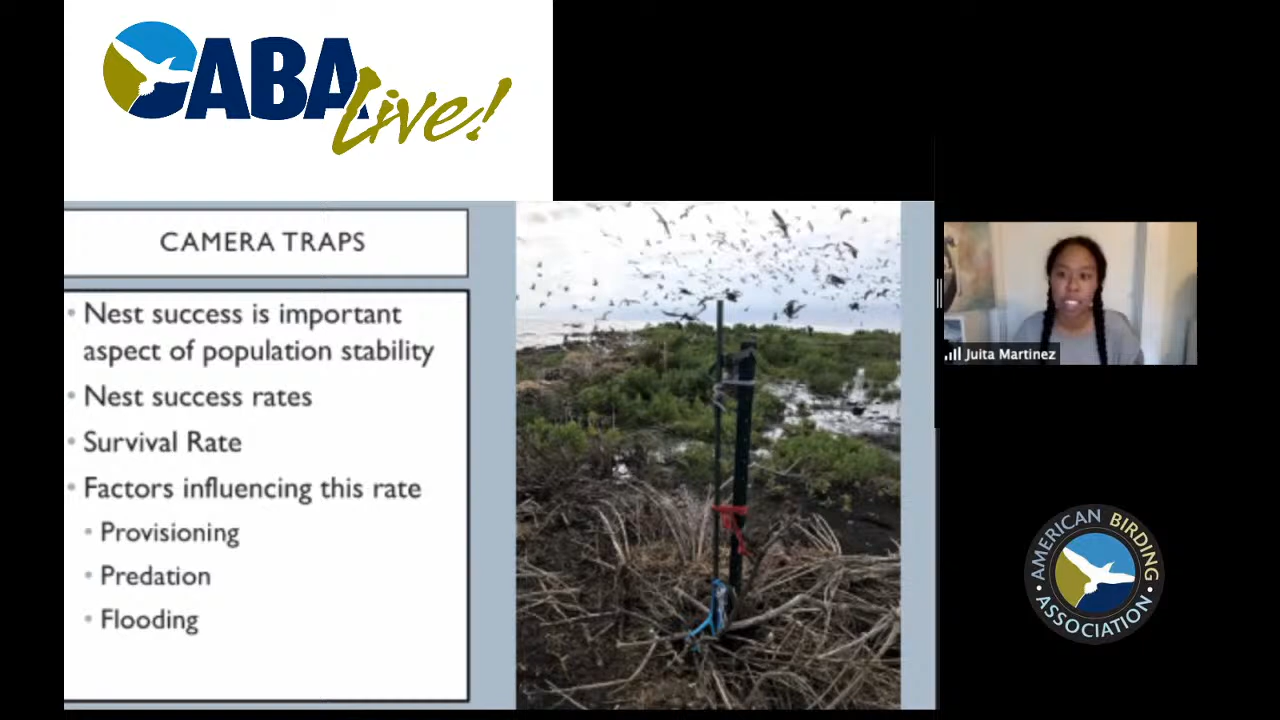 ABA
Live!
CAMERA TRAPS
• Nest success is important
aspect of population stability
• Nest success rates
• Survival Rate
• Factors influencing this rate
• Provisioning
• Predation
• Flooding
Juita Martinez
AMERICAN BIRDING
• ASSOCIATION •